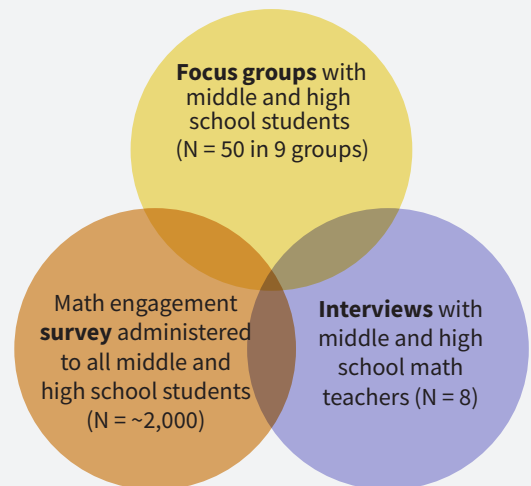 Focus groups with
middle and high
school students
(N = 50 in 9 groups)
Math engagement
survey administered
to all middle and
high school students
(N = ~2,000)
Interviews with
middle and high
school math
teachers (N = 8)